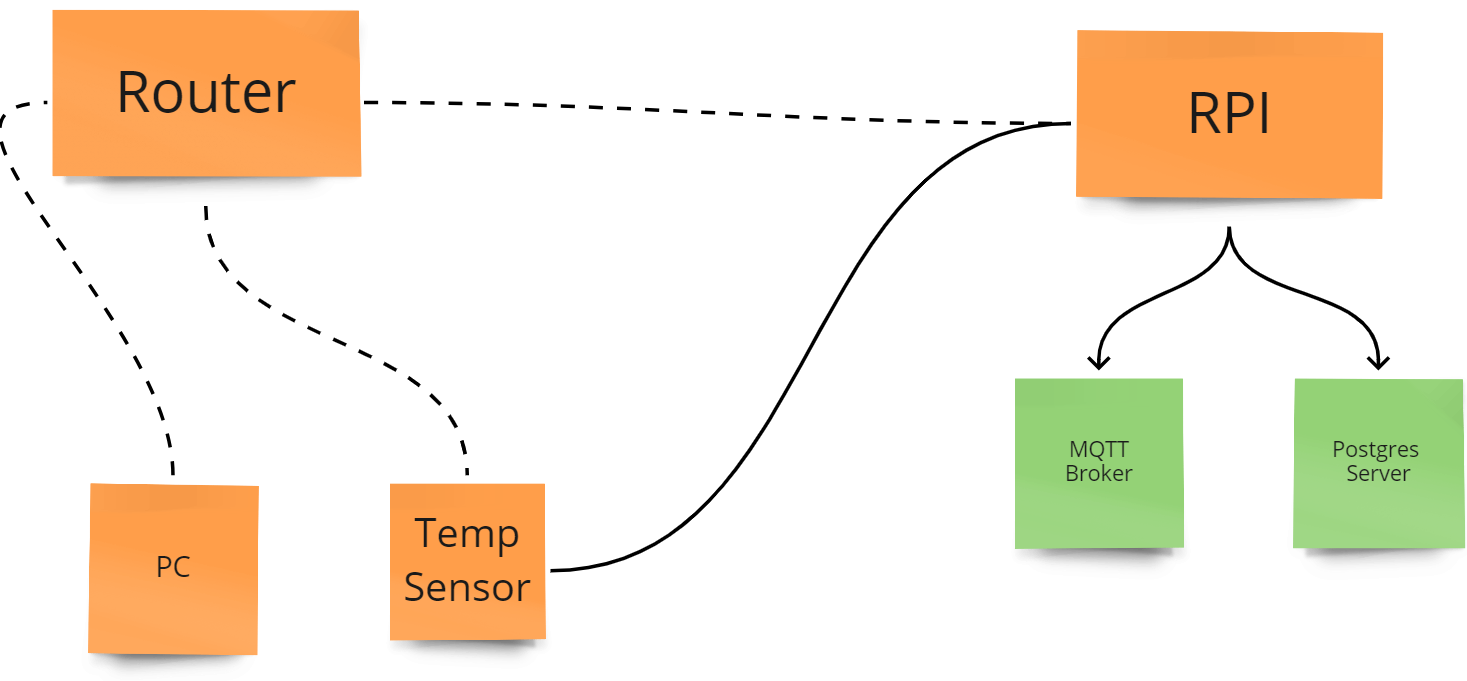 Router
RPI
MQTT
Broker
Postgres
Server
PC
Temp
Sensor